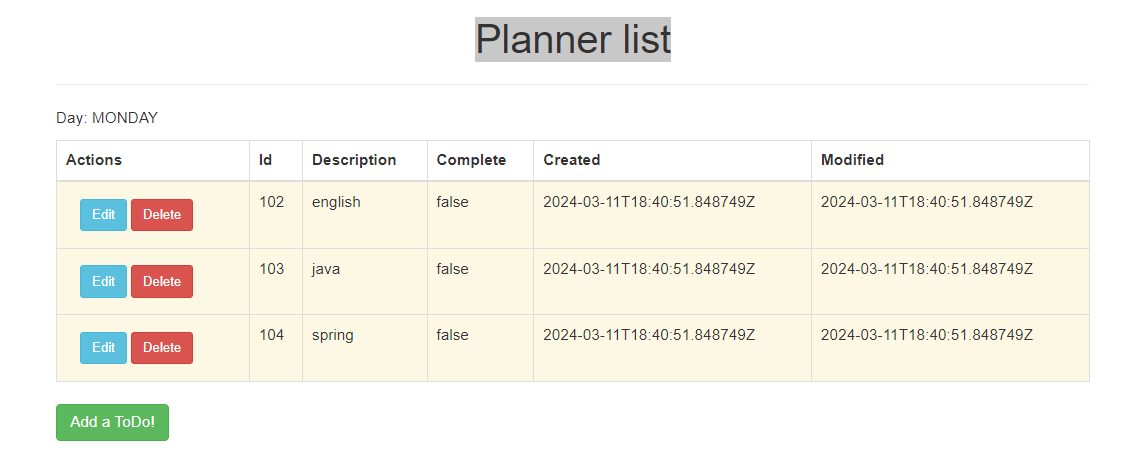 Planner list
Day: MONDAY
Actions Id Description Complete Created Modified
Edit Delete 102 english false 2024-03-11T18:40:51.848749Z 2024-03-11T18:40:51.848749Z
Edit Delete 103 java false 2024-03-11T18:40:51.848749Z 2024-03-11T18:40:51.848749Z
Edit Delete 104 spring false 2024-03-11T18:40:51.848749Z 2024-03-11T18:40:51.848749Z
Add a ToDo!